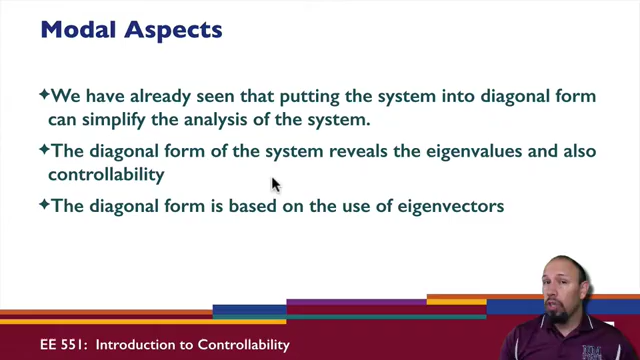 Modal Aspects
✦We have already seen that putting the system into diagonal form
can simplify the analysis of the system.
✦The diagonal form of the system reveals the eigenvalues and also
controllability
✦The diagonal form is based on the use of eigenvectors
EE 551: Introduction to Controllability